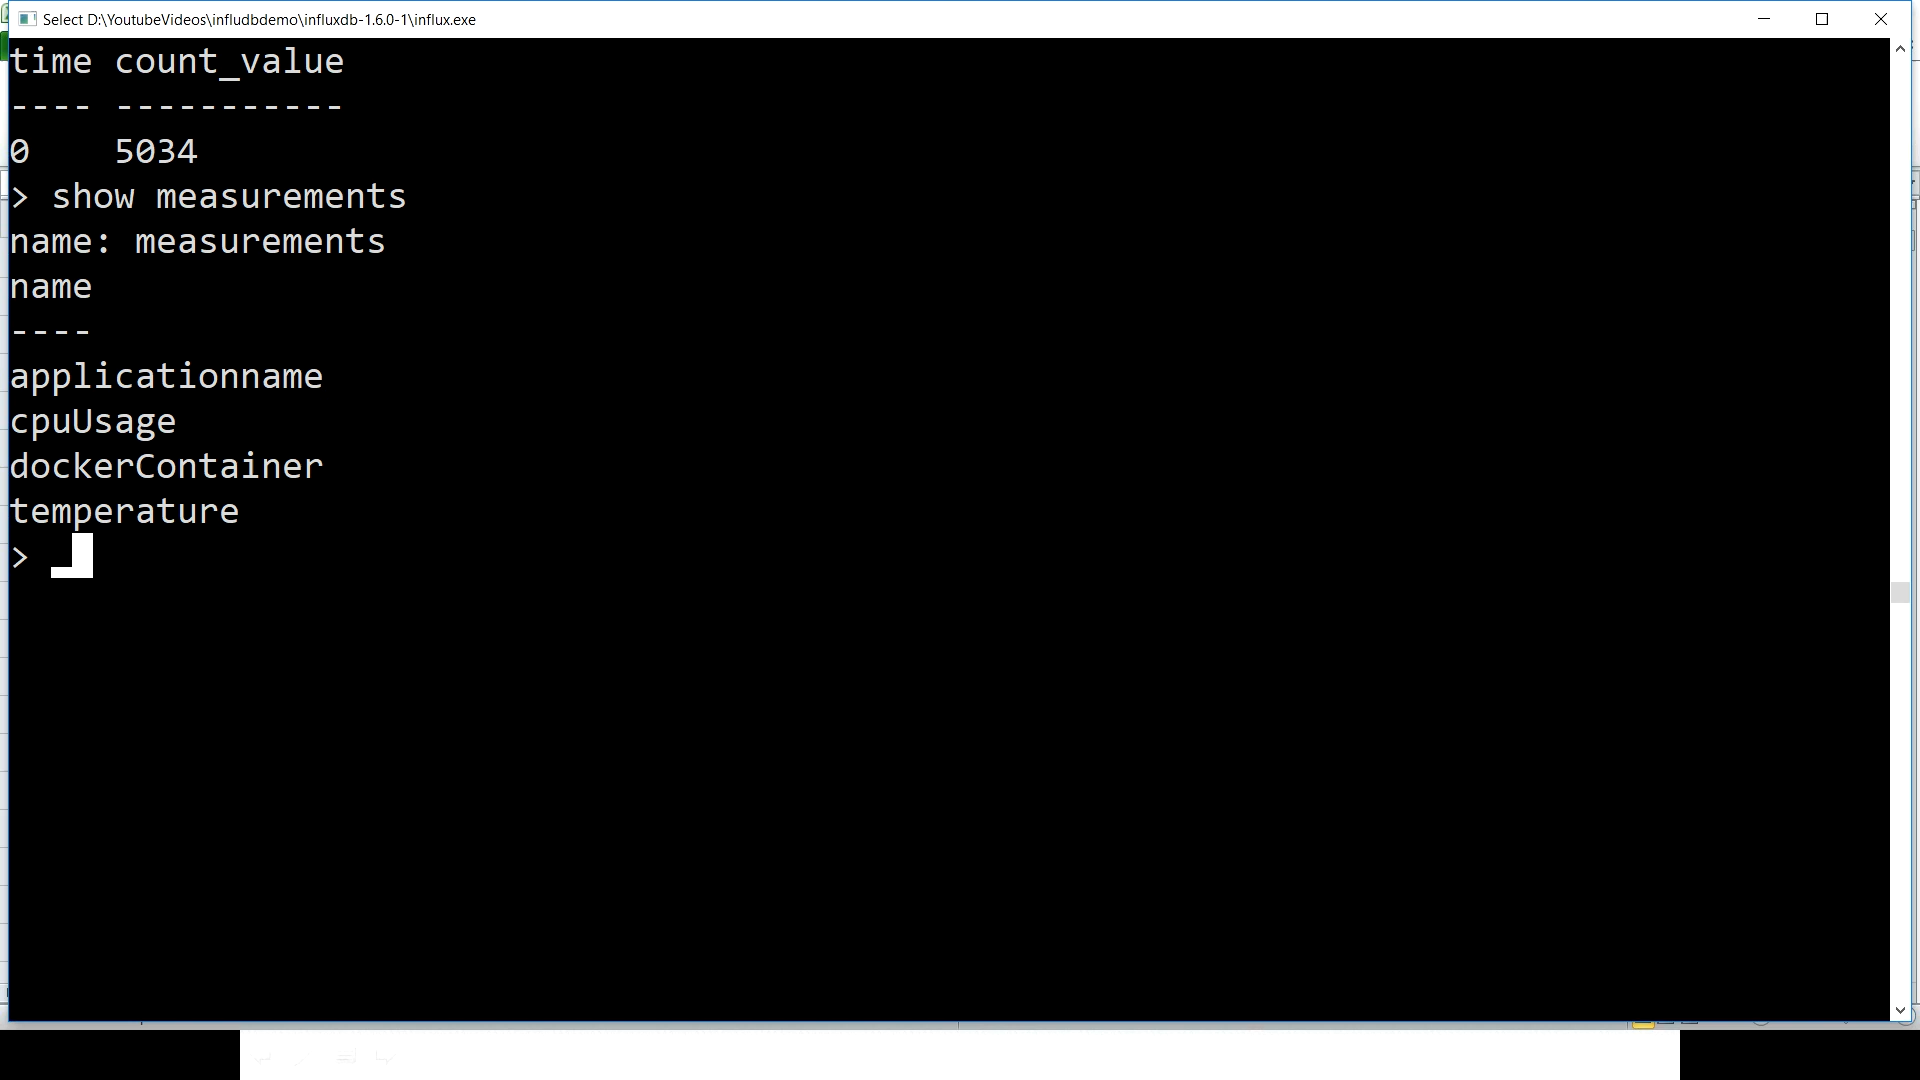 Select D:\YoutubeVideos\infludbdemo\influxdb-1.6.0-1\influx.exe
time count_value
---- -----------
0    5034
> show measurements
name: measurements
name
----
applicationname
cpuUsage
dockerContainer
temperature
>